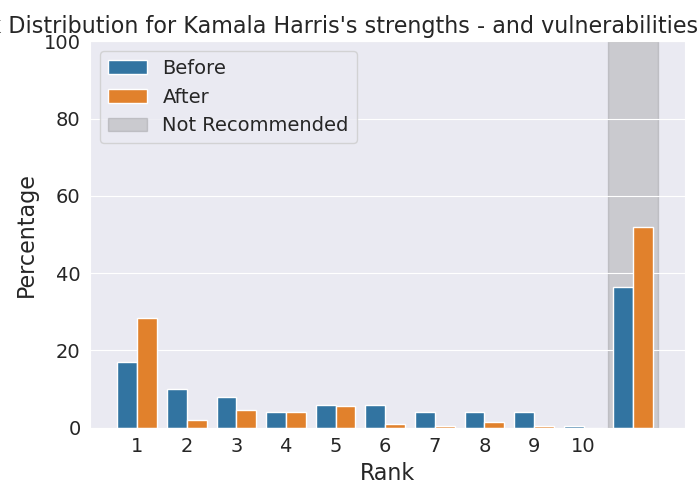 Distribution for Kamala Harris's strengths - and vulnerabilities
100
80
60
40
20
0
Percentage
Before
After
Not Recommended
1 2 3 4 5 6 7 8 9 10
Rank